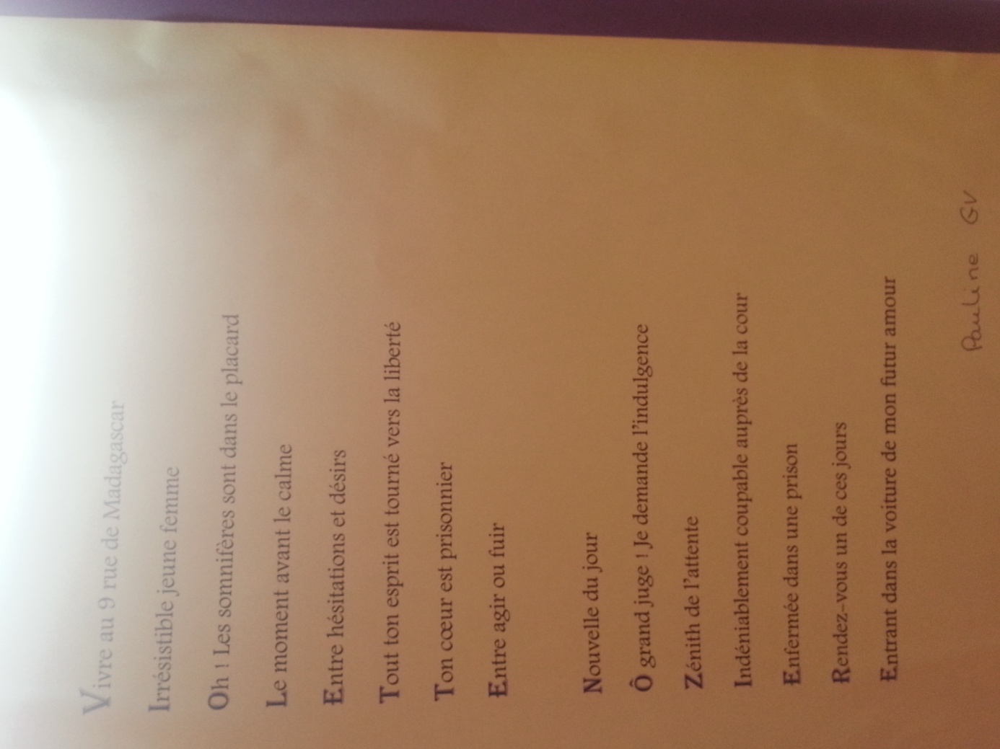 Vivre au 9 rue de Madagascar
Irrésistible jeune femme
Oh ! Les somnifères sont dans le placard
Le moment avant le calme
Entre hésitations et désirs
Tout ton esprit est tourné vers la liberté
Ton cœur est prisonnier
Entre agir ou fuir
Nouvelle du jour
Ô grand juge ! Je demande l'indulgence
Zénith de l'attente
Indéniablement coupable auprès de la cour
Enfermée dans une prison
Rendez-vous un de ces jours
Entrant dans la voiture de mon futur amour
Pauline GV